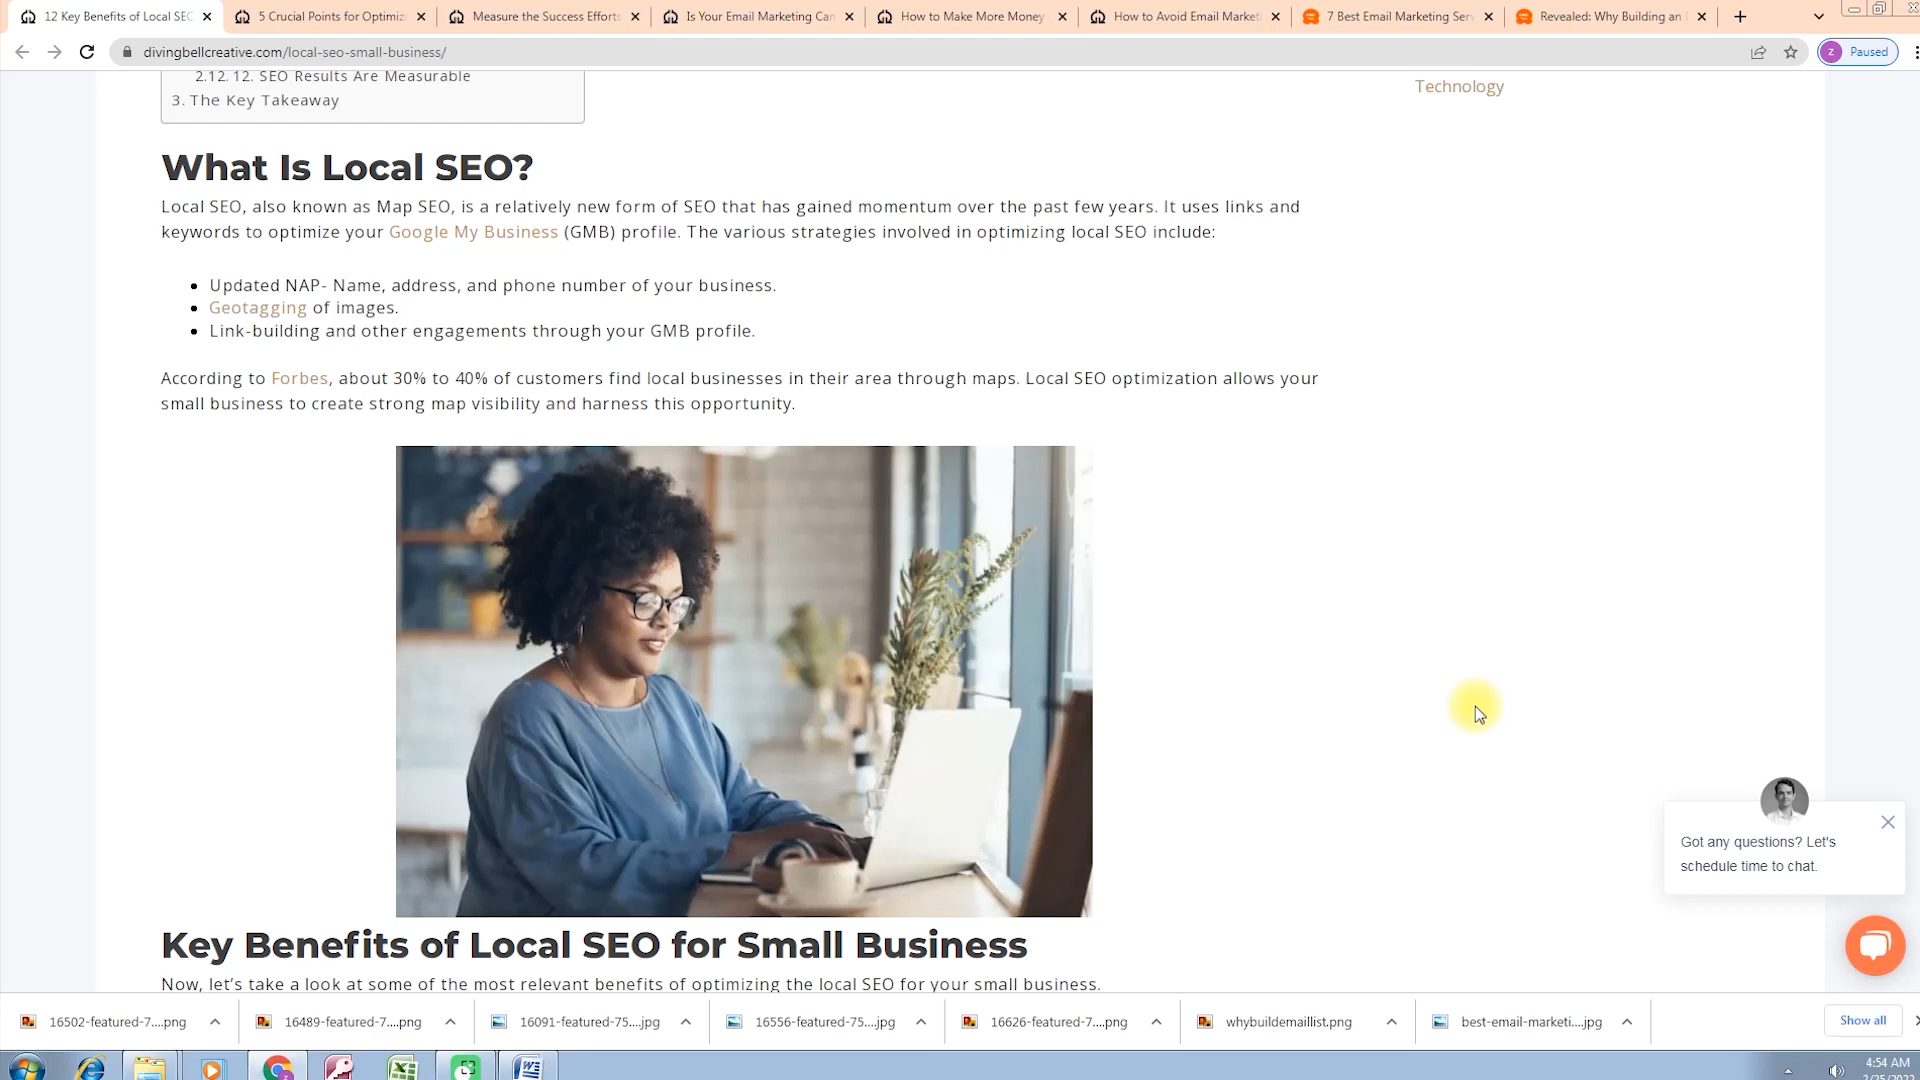 12 Key Benefits of Local SEO
5 Crucial Points for Optimiz
Measure the Success Efforts
Is Your Email Marketing Can
How to Make More Money
How to Avoid Email Market
7 Best Email Marketing Serv
Revealed: Why Building an
divingbellcreative.com/local-seo-small-business/
Z
Paused
2.12. 12. SEO Results Are Measurable
3. The Key Takeaway
Technology
What Is Local SEO?
Local SEO, also known as Map SEO, is a relatively new form of SEO that has gained momentum over the past few years. It uses links and
keywords to optimize your Google My Business (GMB) profile. The various strategies involved in optimizing local SEO include:
• Updated NAP- Name, address, and phone number of your business.
• Geotagging of images.
• Link-building and other engagements through your GMB profile.
According to Forbes, about 30% to 40% of customers find local businesses in their area through maps. Local SEO optimization allows your
small business to create strong map visibility and harness this opportunity.
Got any questions? Let's
schedule time to chat.
Key Benefits of Local SEO for Small Business
Now, let's take a look at some of the most relevant benefits of optimizing the local SEO for your small business.
16502-featured-7....png
16489-featured-7....png
16091-featured-75....jpg
16556-featured-75....jpg
16626-featured-7....png
whybuildemaillist.png
best-email-marketi....jpg
Show all
4:54 AM
2/25/2022